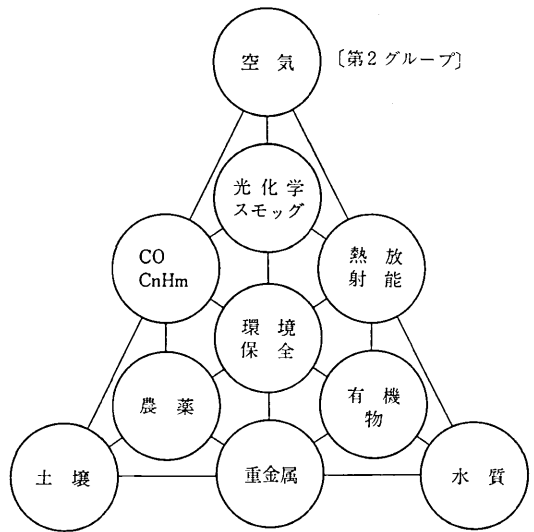 空気
〔第2グループ〕
光化学
スモッグ
CO
CnHm
熱放
射能
環境
保全
農薬
有機
物
土壌
重金属
水質